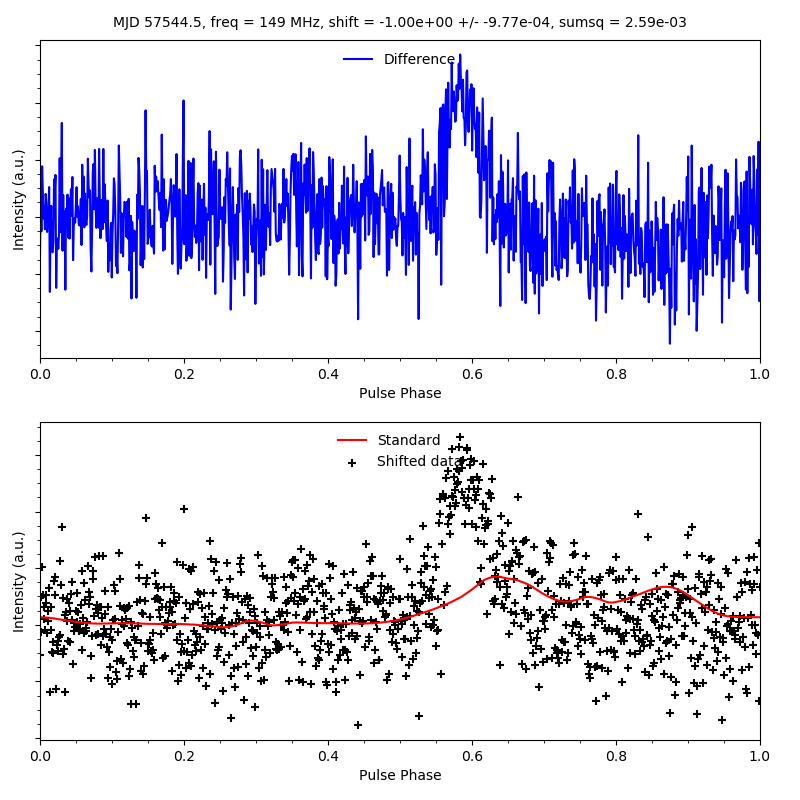 MJD 57544.5, freq = 149 MHz, shift = -1.00e+00 +/- -9.77e-04, sumsq = 2.59e-03
Difference
Intensity (a.u.)
0.0 0.2 0.4 0.6 0.8 1.0
Pulse Phase
Standard
Shifted data
Intensity (a.u.)
0.0 0.2 0.4 0.6 0.8 1.0
Pulse Phase